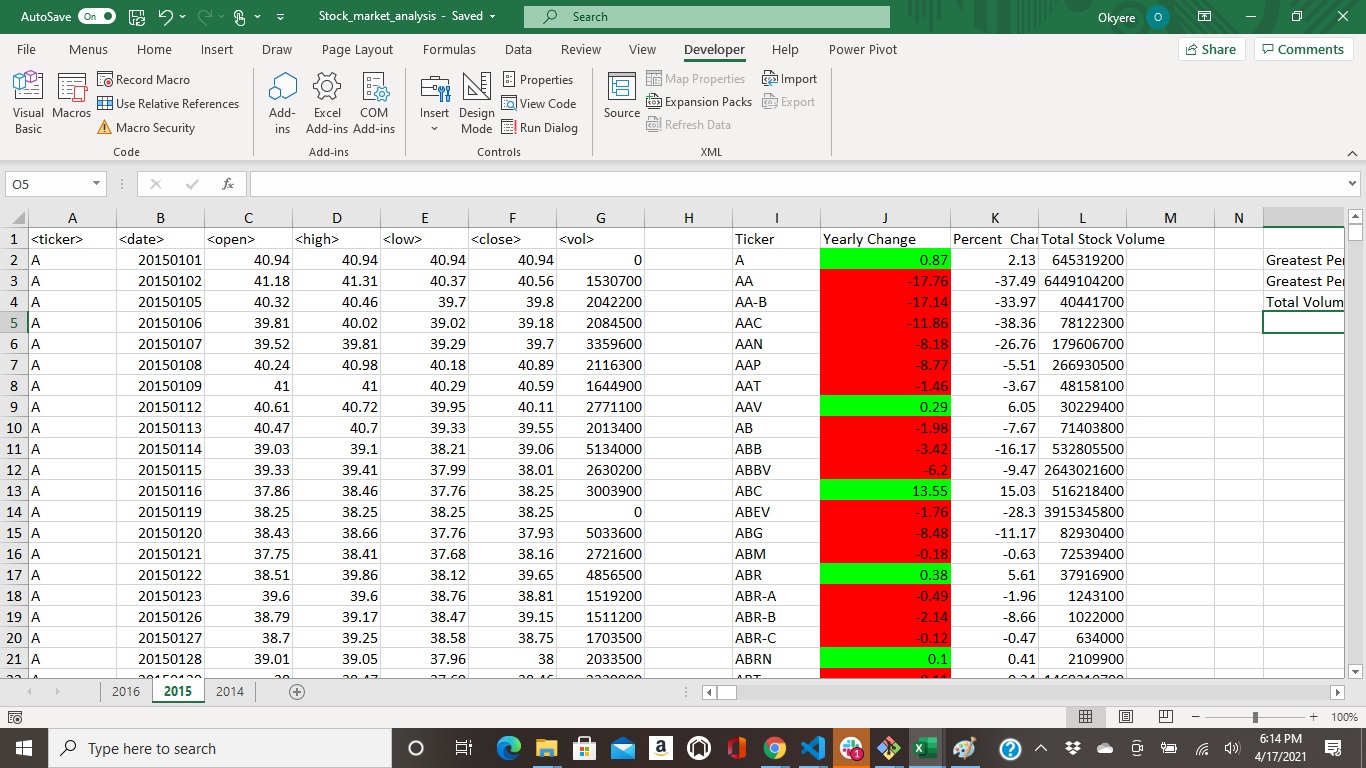 AutoSave On Stock_market_analysis - Saved Search Okyere O
File Menus Home Insert Draw Page Layout Formulas Data Review View Developer Help Power Pivot Share Comments
Visual Basic Macros Record Macro Use Relative References Macro Security Code
Add-ins Excel Add-ins COM Add-ins Add-ins
Insert Design Mode Properties View Code Run Dialog Controls
Source Map Properties Expansion Packs Refresh Data Import Export XML
O5 fx
A B C D E F G H I J K L M N
1 <ticker> <date> <open> <high> <low> <close> <vol> Ticker Yearly Change Percent Total Stock Volume
2 A 20150101 40.94 40.94 40.94 40.94 0 A 0.87 2.13 645319200 Greatest
3 A 20150102 41.18 41.31 40.37 40.56 1530700 AA -17.76 -37.49 6449104200 Greatest
4 A 20150105 40.32 40.46 39.7 39.8 2042200 AA-B -17.14 -33.97 40441700 Total
5 A 20150106 39.81 40.02 39.02 39.18 2084500 AAC -11.86 -38.36 78122300
6 A 20150107 39.52 39.81 39.29 39.7 3359600 AAN -8.18 -26.76 179606700
7 A 20150108 40.24 40.98 40.18 40.89 2116300 AAP -8.77 -5.51 266930500
8 A 20150109 41 41 40.29 40.59 1644900 AAT -1.46 -3.67 48158100
9 A 20150112 40.61 40.72 39.95 40.11 2771100 AAV 0.29 6.05 30229400
10 A 20150113 40.47 40.7 39.33 39.55 2013400 AB -1.98 -7.67 71403800
11 A 20150114 39.03 39.1 38.21 39.06 5134000 ABB -3.42 -16.17 532805500
12 A 20150115 39.33 39.41 37.99 38.01 2630200 ABBV -6.2 -9.47 2643021600
13 A 20150116 37.86 38.46 37.76 38.25 3003900 ABC 13.55 15.03 516218400
14 A 20150119 38.25 38.25 38.25 38.25 0 ABEV -1.76 -28.3 3915345800
15 A 20150120 38.43 38.66 37.76 37.93 5033600 ABG -8.48 -11.17 82930400
16 A 20150121 37.75 38.41 37.68 38.16 2721600 ABM -0.18 -0.63 72539400
17 A 20150122 38.51 39.86 38.12 39.65 4856500 ABR 0.38 5.61 37916900
18 A 20150123 39.6 39.6 38.76 38.81 1519200 ABR-A -0.49 -1.96 1243100
19 A 20150126 38.79 39.17 38.47 39.15 1511200 ABR-B -2.14 -8.66 1022000
20 A 20150127 38.7 39.25 38.58 38.75 1703500 ABR-C -0.12 -0.47 634000
21 A 20150128 39.01 39.05 37.96 38 2033500 ABRN 0.1 0.41 2109900
2016 2015 2014
100%
Type here to search
6:14 PM
4/17/2021